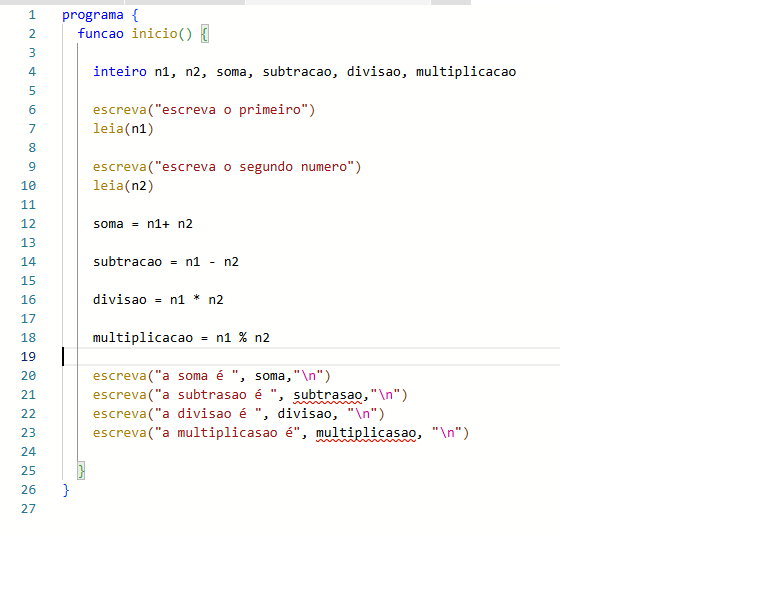 1 programa {
2 funcao inicio() {
3
4 inteiro n1, n2, soma, subtracao, divisao, multiplicacao
5
6 escreva("escreva o primeiro")
7 leia(n1)
8
9 escreva("escreva o segundo numero")
10 leia(n2)
11
12 soma = n1+ n2
13
14 subtracao = n1 - n2
15
16 divisao = n1 * n2
17
18 multiplicacao = n1 % n2
19
20 escreva("a soma é ", soma,"\n")
21 escreva("a subtrasao é ", subtrasao,"\n")
22 escreva("a divisao é ", divisao, "\n")
23 escreva("a multiplicasao é", multiplicasao, "\n")
24
25 }
26 }
27